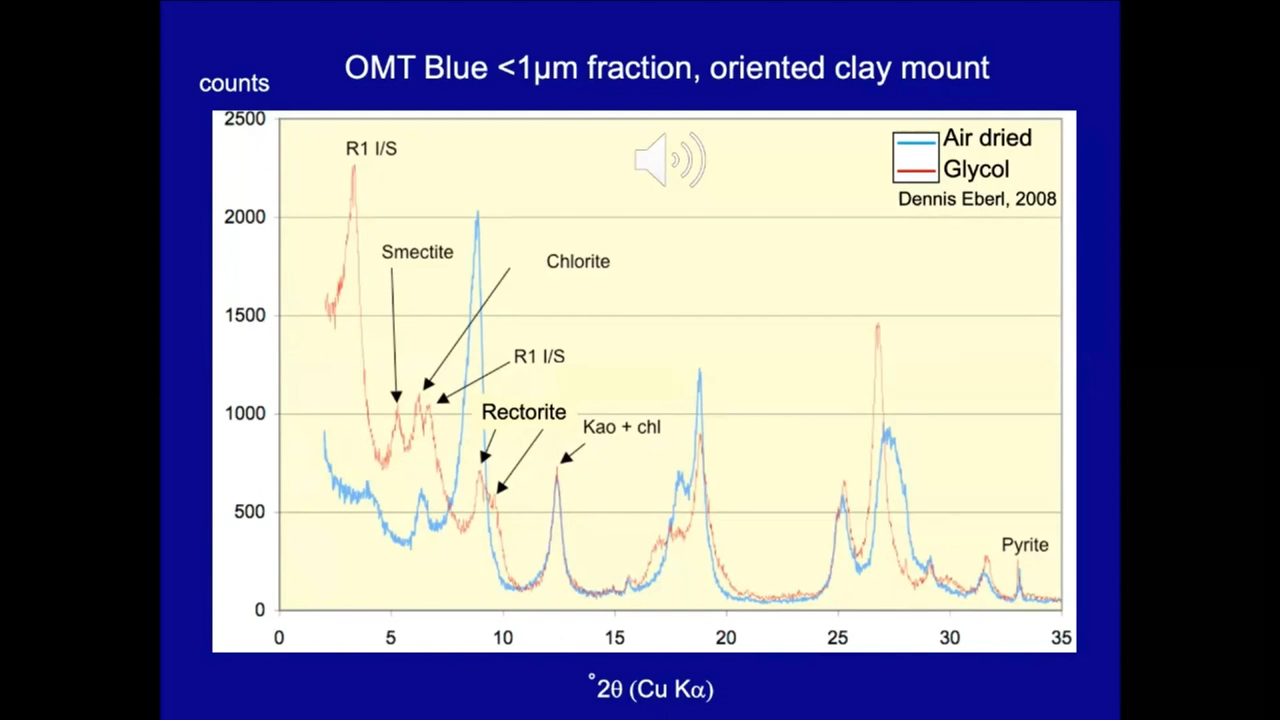 OMT Blue <1μm fraction, oriented clay mount
counts
2500
2000
1500
1000
500
0
R1 I/S
Smectite
Chlorite
R1 I/S
Rectorite
Kao + chl
Pyrite
Air dried
Glycol
Dennis Eberl, 2008
0 5 10 15 20 25 30 35
°2θ (Cu Kα)